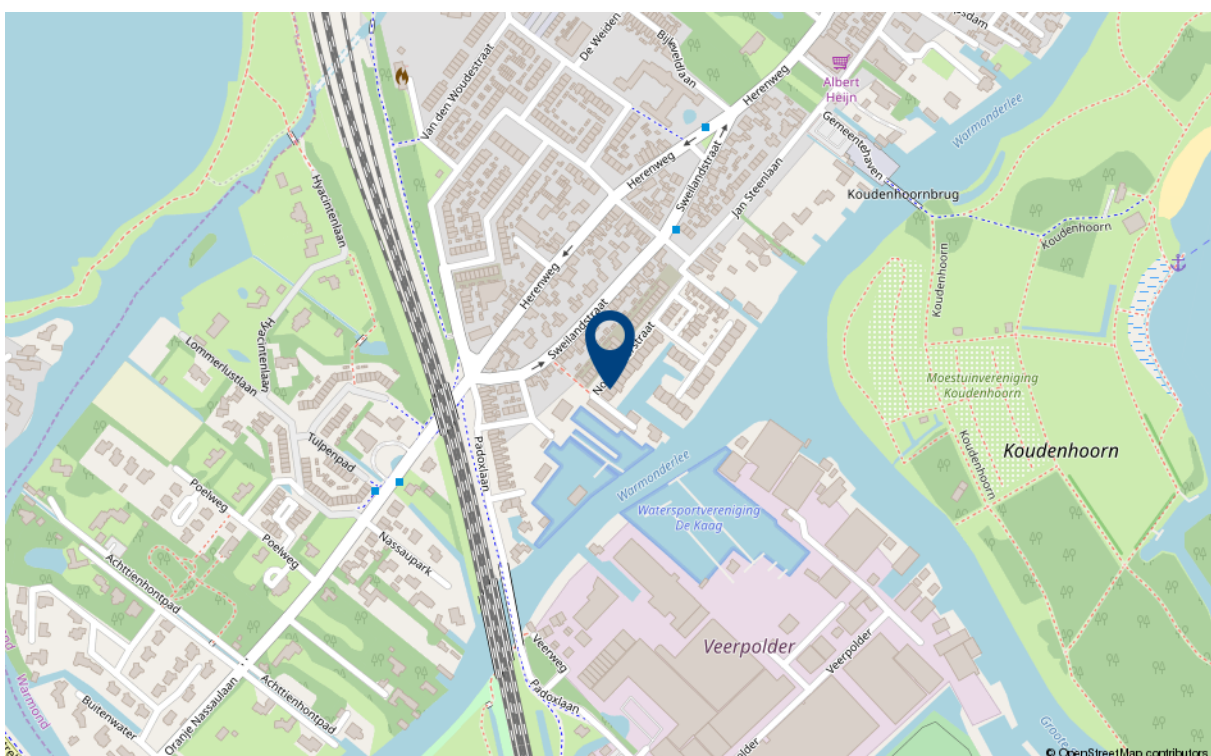 De Weiden
Bijleveldlaan
Herenweg
Albert
Heijn
Van den Woudestraat
Gemeentehaven
Warmonderlee
Herenweg
Sweilandstraat
Jan Steenlaan
Koudenhoornbrug
Hyacintenlaan
Koudenhoorn
Koudenhoorn
Herenweg
Sweilandstraat
Hyacintenlaan
Lommerlustlaan
Moestuinvereniging
Koudenhoorn
Tulpenpad
Padoxlaan
Koudenhoorn
Koudenhoorn
Warmonderlee
Watersportvereniging
De Kaag
Poelweg
Poelweg
Nassaupark
Achttienhontpad
Veerpolder
Veerpolder
Veerweg
Padoxlaan
Achttienhontpad
Oranje Nassaulaan
Buitenwater
Warmond
© OpenStreetMap contributors